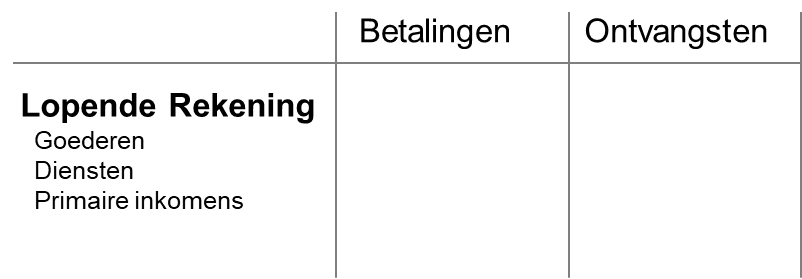 Betalingen
Ontvangsten
Lopende Rekening
Goederen
Diensten
Primaire inkomens